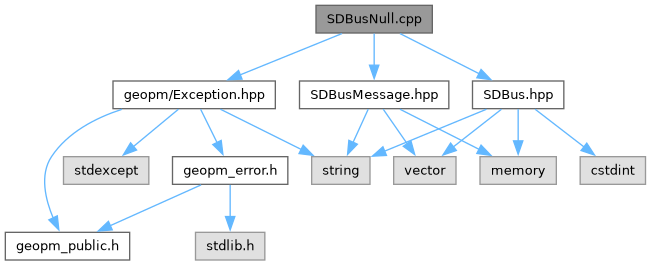 SDBusNull.cpp
geopm/Exception.hpp
SDBusMessage.hpp
SDBus.hpp
stdexcept
geopm_error.h
string
vector
memory
cstdint
geopm_public.h
stdlib.h